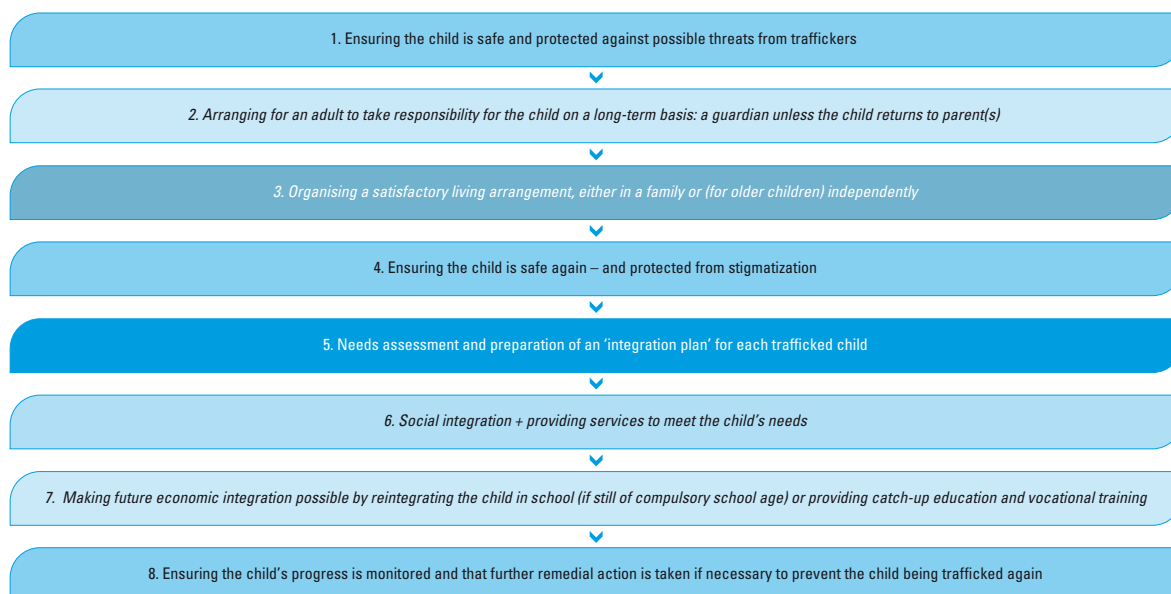 1. Ensuring the child is safe and protected against possible threats from traffickers
2. Arranging for an adult to take responsibility for the child on a long-term basis: a guardian unless the child returns to parent(s)
3. Organising a satisfactory living arrangement, either in a family or (for older children) independently
4. Ensuring the child is safe again – and protected from stigmatization
5. Needs assessment and preparation of an ‘integration plan’ for each trafficked child
6. Social integration + providing services to meet the child’s needs
7. Making future economic integration possible by reintegrating the child in school (if still of compulsory school age) or providing catch-up education and vocational training
8. Ensuring the child’s progress is monitored and that further remedial action is taken if necessary to prevent the child being trafficked again